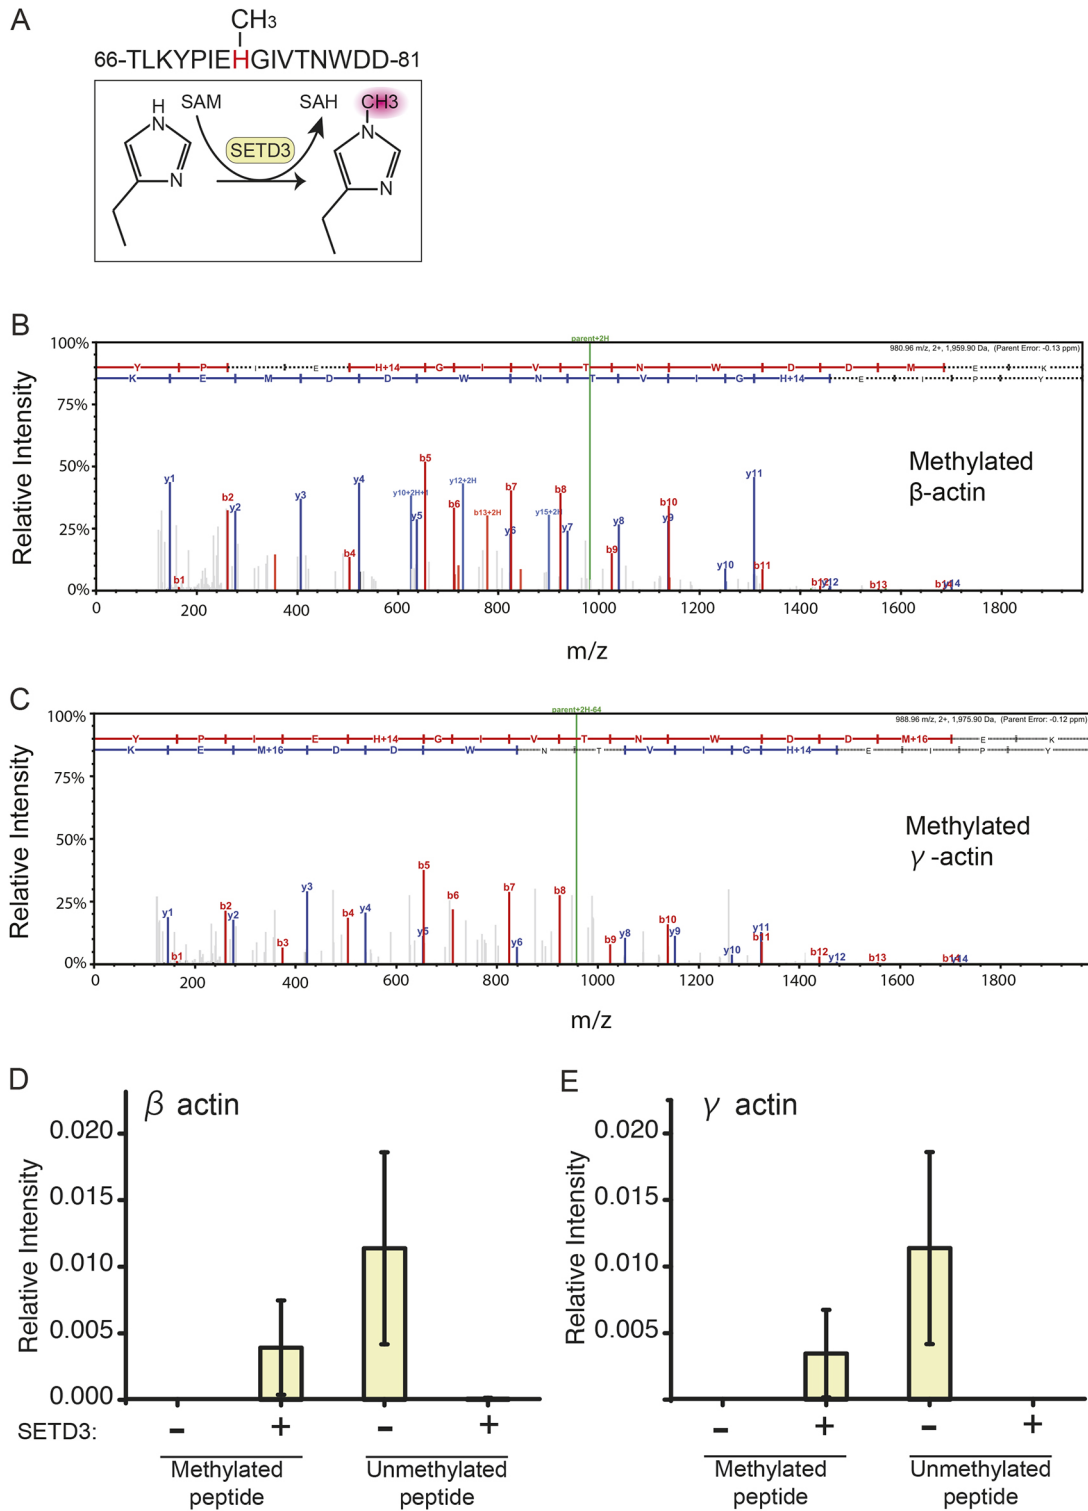 A
CH3
66-TLKYPIEHGIVTNWDD-81
H
N
SAM
SAH
CH3
SETD3
N
N
N
B
parent+2H
100%
980.96 m/z, 2+, 1,959.90 Da, (Parent Error: -0.13 ppm)
Y P I E H+14 G I V T N W D D M E K
K E M D D W N T V I G H+14 E I P Y
75%
50%
25%
0%
Relative Intensity
Methylated
β-actin
y1 b1 b2 y2 y3 b4 y4 y10+2H+1 y5 b5 b6 y12+2H b13+2H b7 y6 y15+2H b8 y7 b9 y8 b10 y9 y10 y11 b11 b12 y12 b13 b14 y14
0 200 400 600 800 1000 1200 1400 1600 1800
m/z
C
parent+2H-64
100%
988.96 m/z, 2+, 1,975.90 Da, (Parent Error: -0.12 ppm)
Y P I E H+14 G I V T N W D D M+16 E K
K E M+16 D D W N T V I G H+14 E I P Y
75%
50%
25%
0%
Relative Intensity
Methylated
γ -actin
y1 b1 b2 y2 b3 y3 b4 y4 b5 y5 b6 b7 y6 b8 b9 y8 b10 y9 y10 y11 b11 b12 y12 b13 b14 y14
0 200 400 600 800 1000 1200 1400 1600 1800
m/z
D
β actin
0.020
0.015
0.010
0.005
0.000
Relative Intensity
SETD3:
- + - +
Methylated
peptide
Unmethylated
peptide
E
γ actin
0.020
0.015
0.010
0.005
Relative Intensity
- + - +
Methylated
peptide
Unmethylated
peptide